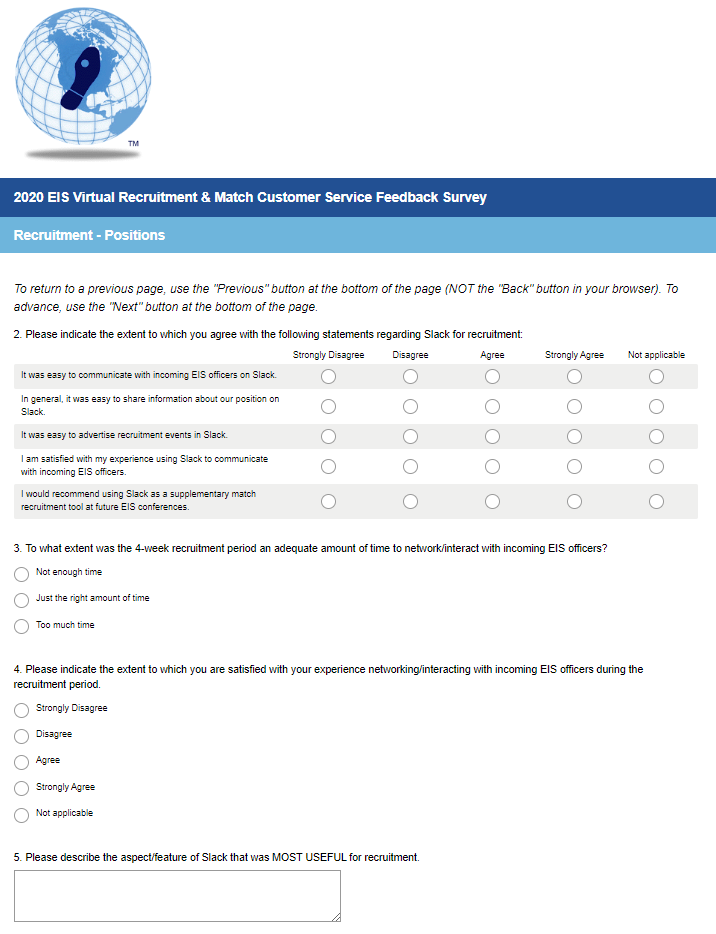 TM
2020 EIS Virtual Recruitment & Match Customer Service Feedback Survey
Recruitment - Positions
To return to a previous page, use the "Previous" button at the bottom of the page (NOT the "Back" button in your browser). To
advance, use the "Next" button at the bottom of the page.
2. Please indicate the extent to which you agree with the following statements regarding Slack for recruitment:
Strongly Disagree Disagree Agree Strongly Agree Not applicable
It was easy to communicate with incoming EIS officers on Slack.
In general, it was easy to share information about our position on
Slack.
It was easy to advertise recruitment events in Slack.
I am satisfied with my experience using Slack to communicate
with incoming EIS officers.
I would recommend using Slack as a supplementary match
recruitment tool at future EIS conferences.
3. To what extent was the 4-week recruitment period an adequate amount of time to network/interact with incoming EIS officers?
Not enough time
Just the right amount of time
Too much time
4. Please indicate the extent to which you are satisfied with your experience networking/interacting with incoming EIS officers during the
recruitment period.
Strongly Disagree
Disagree
Agree
Strongly Agree
Not applicable
5. Please describe the aspect/feature of Slack that was MOST USEFUL for recruitment.